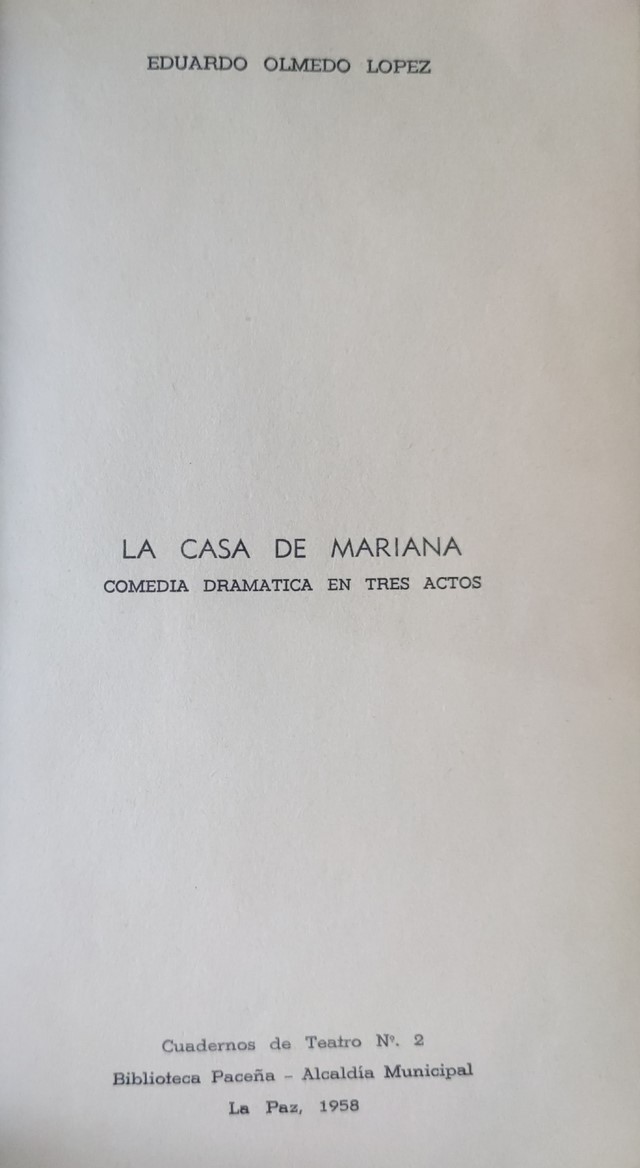 EDUARDO OLMEDO LOPEZ
LA CASA DE MARIANA
COMEDIA DRAMATICA EN TRES ACTOS
Cuadernos de Teatro Nº. 2
Biblioteca Paceña - Alcaldía Municipal
La Paz, 1958